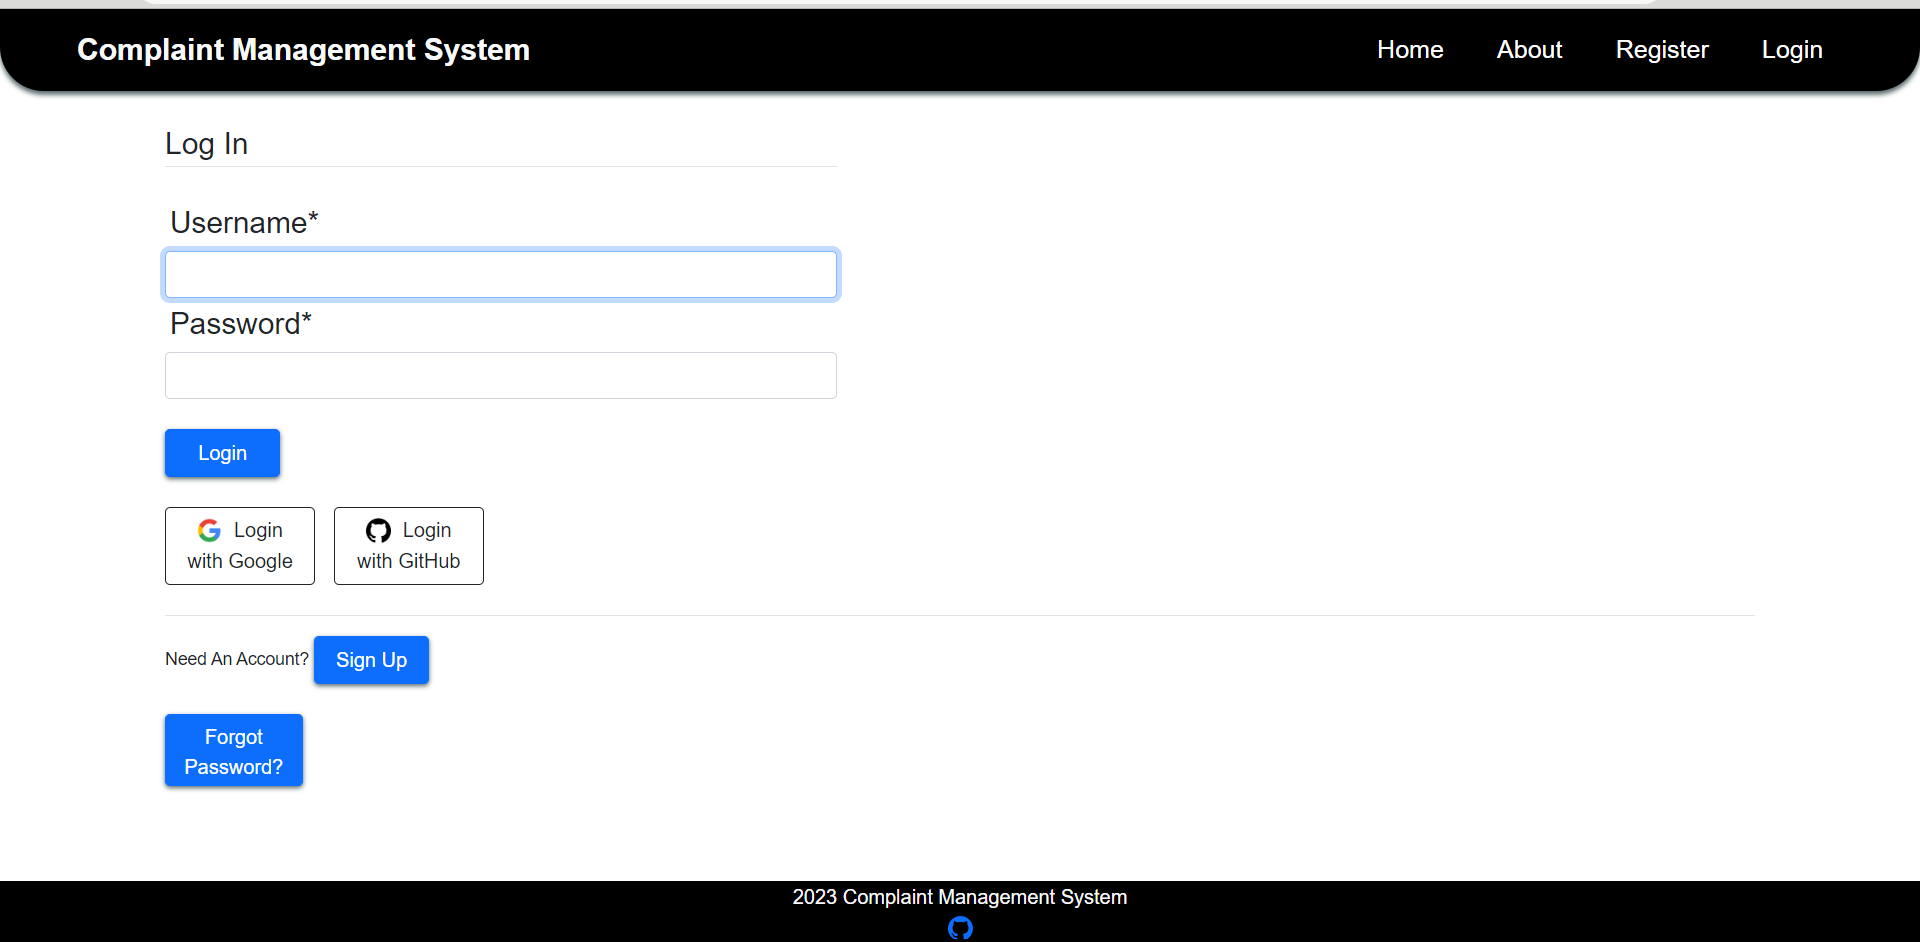 Complaint Management System
Home About Register Login
Log In
Username*
Password*
Login
Login
with Google
Login
with GitHub
Need An Account? Sign Up
Forgot
Password?
2023 Complaint Management System